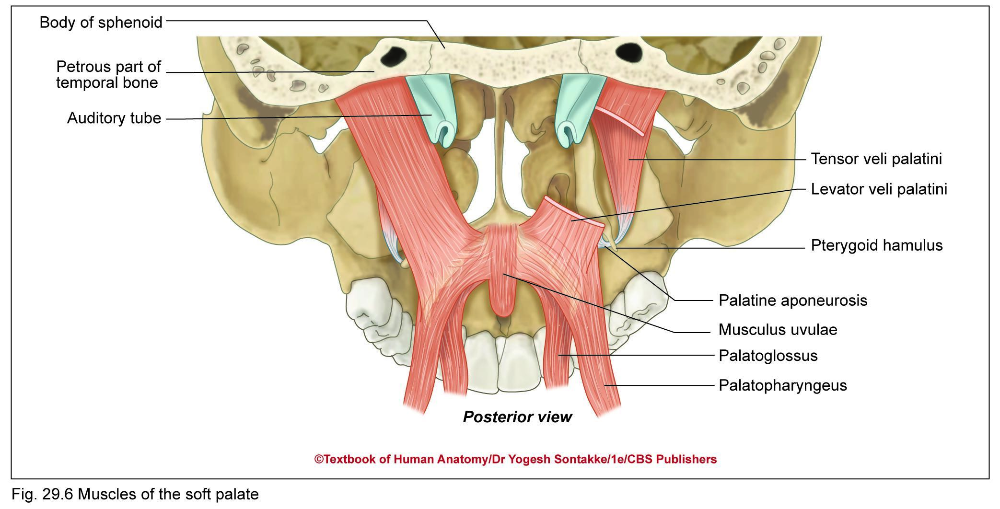 Body of sphenoid
Petrous part of
temporal bone
Auditory tube
Tensor veli palatini
Levator veli palatini
Pterygoid hamulus
Palatine aponeurosis
Musculus uvulae
Palatoglossus
Palatopharyngeus
Posterior view
©Textbook of Human Anatomy/Dr Yogesh Sontakke/1e/CBS Publishers
Fig. 29.6 Muscles of the soft palate